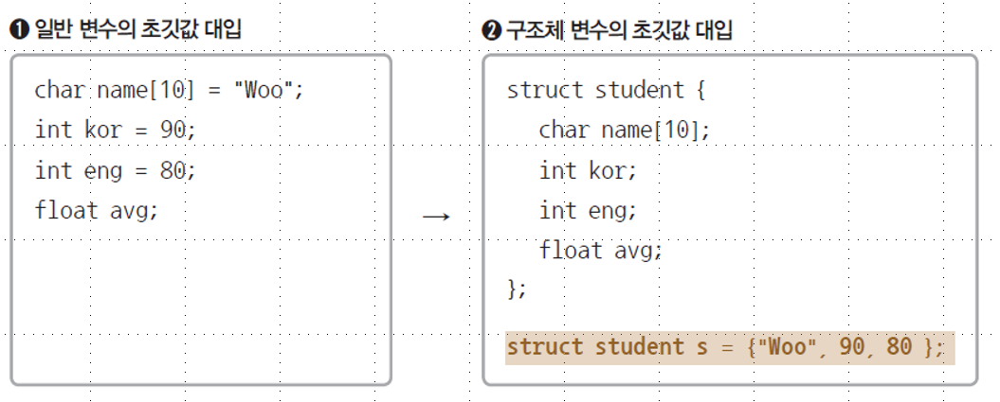 ❶ 일반 변수의 초깃값 대입
char name[10] = "Woo";
int kor = 90;
int eng = 80;
float avg;
→
❷ 구조체 변수의 초깃값 대입
struct student {
char name[10];
int kor;
int eng;
float avg;
};
struct student s = {"Woo", 90, 80 };